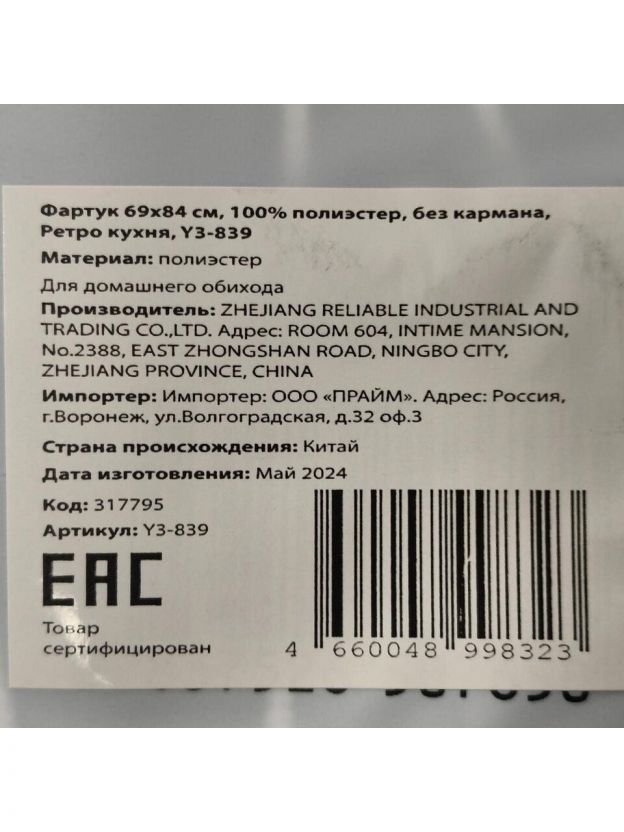 Фартук 69х84 см, 100% полиэстер, без кармана,
Ретро кухня, Y3-839
Материал: полиэстер
Для домашнего обихода
Производитель: ZHEJIANG RELIABLE INDUSTRIAL AND
TRADING CO.,LTD. Адрес: ROOM 604, INTIME MANSION,
No.2388, EAST ZHONGSHAN ROAD, NINGBO CITY,
ZHEJIANG PROVINCE, CHINA
Импортер: Импортер: ООО «ПРАЙМ». Адрес: Россия,
г.Воронеж, ул.Волгоградская, д.32 оф.3
Страна происхождения: Китай
Дата изготовления: Май 2024
Код: 317795
Артикул: Y3-839
EAC
Товар
сертифицирован
4 660048 998323